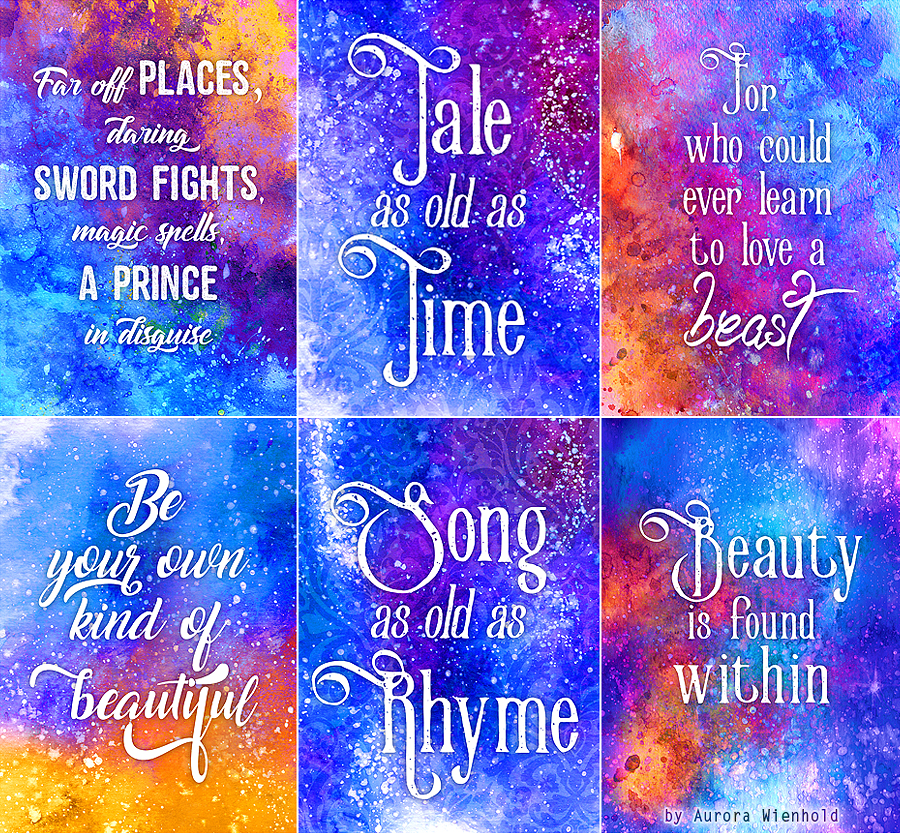 Far off PLACES,
daring
SWORD FIGHTS,
magic spells,
A PRINCE
in disguise
Tale
as old as
Time
For
who could
ever learn
to love a
beast
Be
your own
kind of
beautiful
Song
as old as
Rhyme
Beauty
is found
within
by Aurora Wienhold